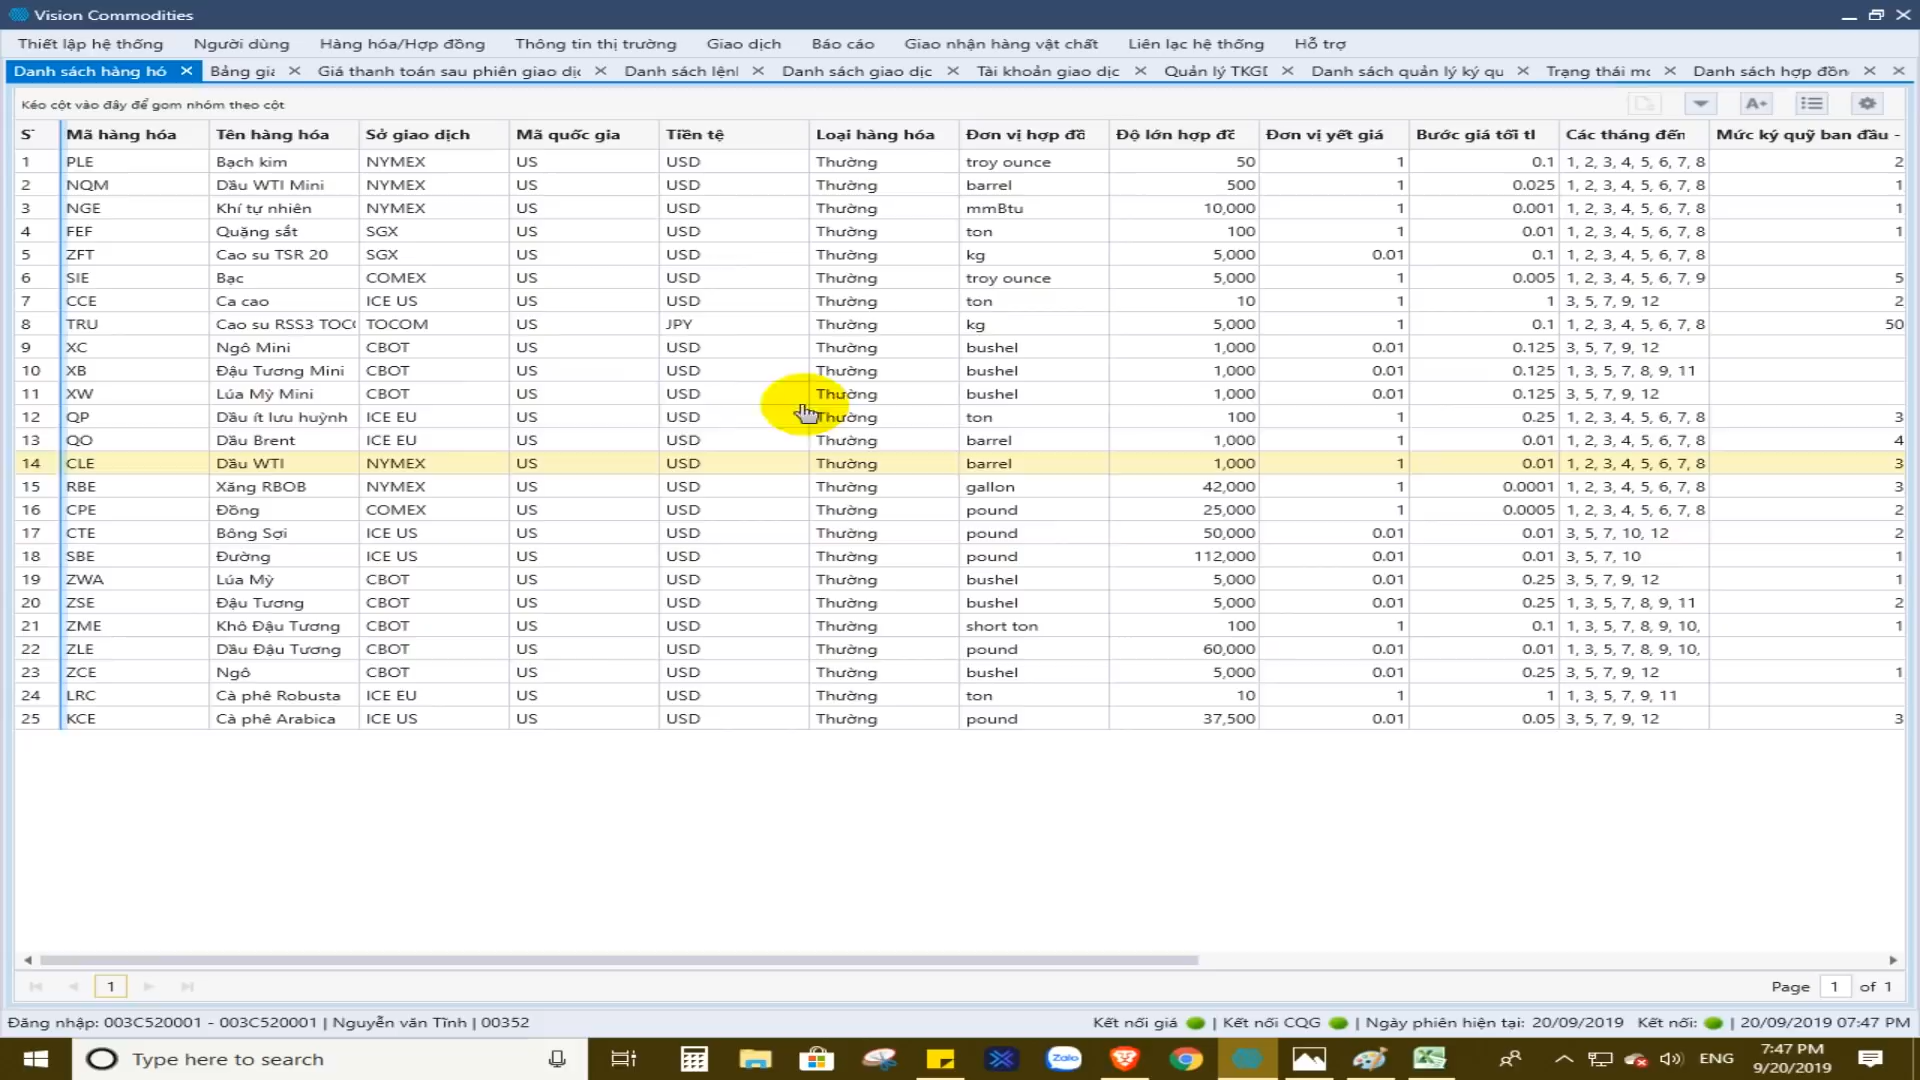 Vision Commodities
Thiết lập hệ thống Người dùng Hàng hóa/Hợp đồng Thông tin thị trường Giao dịch Báo cáo Giao nhận hàng vật chất Liên lạc hệ thống Hỗ trợ
Danh sách hàng hó Bảng giá Giá thanh toán sau phiên giao dịc Danh sách lệnh Danh sách giao dịc Tài khoản giao dịc Quản lý TKGD Danh sách quản lý ký qu Trạng thái mở Danh sách hợp đồn
Kéo cột vào đây để gom nhóm theo cột
S Mã hàng hóa Tên hàng hóa Sở giao dịch Mã quốc gia Tiền tệ Loại hàng hóa Đơn vị hợp đồ Độ lớn hợp đồ Đơn vị yết giá Bước giá tối th Các tháng đến Mức ký quỹ ban đầu -
1 PLE Bạch kim NYMEX US USD Thường troy ounce 50 1 0.1 1, 2, 3, 4, 5, 6, 7, 8 2
2 NQM Dầu WTI Mini NYMEX US USD Thường barrel 500 1 0.025 1, 2, 3, 4, 5, 6, 7, 8 1
3 NGE Khí tự nhiên NYMEX US USD Thường mmBtu 10,000 1 0.001 1, 2, 3, 4, 5, 6, 7, 8 1
4 FEF Quặng sắt SGX US USD Thường ton 100 1 0.01 1, 2, 3, 4, 5, 6, 7, 8 1
5 ZFT Cao su TSR 20 SGX US USD Thường kg 5,000 0.01 0.1 1, 2, 3, 4, 5, 6, 7, 8
6 SIE Bạc COMEX US USD Thường troy ounce 5,000 1 0.005 1, 2, 3, 4, 5, 6, 7, 9 5
7 CCE Ca cao ICE US US USD Thường ton 10 1 1 3, 5, 7, 9, 12 2
8 TRU Cao su RSS3 TOCO TOCOM US JPY Thường kg 5,000 1 0.1 1, 2, 3, 4, 5, 6, 7, 8 50
9 XC Ngô Mini CBOT US USD Thường bushel 1,000 0.01 0.125 3, 5, 7, 9, 12
10 XB Đậu Tương Mini CBOT US USD Thường bushel 1,000 0.01 0.125 1, 3, 5, 7, 8, 9, 11
11 XW Lúa Mỳ Mini CBOT US USD Thường bushel 1,000 0.01 0.125 3, 5, 7, 9, 12
12 QP Dầu ít lưu huỳnh ICE EU US USD Thường ton 100 1 0.25 1, 2, 3, 4, 5, 6, 7, 8 3
13 QO Dầu Brent ICE EU US USD Thường barrel 1,000 1 0.01 1, 2, 3, 4, 5, 6, 7, 8 4
14 CLE Dầu WTI NYMEX US USD Thường barrel 1,000 1 0.01 1, 2, 3, 4, 5, 6, 7, 8 3
15 RBE Xăng RBOB NYMEX US USD Thường gallon 42,000 1 0.0001 1, 2, 3, 4, 5, 6, 7, 8 3
16 CPE Đồng COMEX US USD Thường pound 25,000 1 0.0005 1, 2, 3, 4, 5, 6, 7, 8 2
17 CTE Bông Sợi ICE US US USD Thường pound 50,000 0.01 0.01 3, 5, 7, 10, 12 2
18 SBE Đường ICE US US USD Thường pound 112,000 0.01 0.01 3, 5, 7, 10 1
19 ZWA Lúa Mỳ CBOT US USD Thường bushel 5,000 0.01 0.25 3, 5, 7, 9, 12 1
20 ZSE Đậu Tương CBOT US USD Thường bushel 5,000 0.01 0.25 1, 3, 5, 7, 8, 9, 11 2
21 ZME Khô Đậu Tương CBOT US USD Thường short ton 100 1 0.1 1, 3, 5, 7, 8, 9, 10, 1
22 ZLE Dầu Đậu Tương CBOT US USD Thường pound 60,000 0.01 0.01 1, 3, 5, 7, 8, 9, 10,
23 ZCE Ngô CBOT US USD Thường bushel 5,000 0.01 0.25 3, 5, 7, 9, 12 1
24 LRC Cà phê Robusta ICE EU US USD Thường ton 10 1 1 1, 3, 5, 7, 9, 11
25 KCE Cà phê Arabica ICE US US USD Thường pound 37,500 0.01 0.05 3, 5, 7, 9, 12 3
1 Page 1 of 1
Đăng nhập: 003C520001 - 003C520001 | Nguyễn văn Tĩnh | 00352 Kết nối giá | Kết nối CQG | Ngày phiên hiện tại: 20/09/2019 Kết nối: | 20/09/2019 07:47 PM
Type here to search Zalo ENG 7:47 PM
9/20/2019